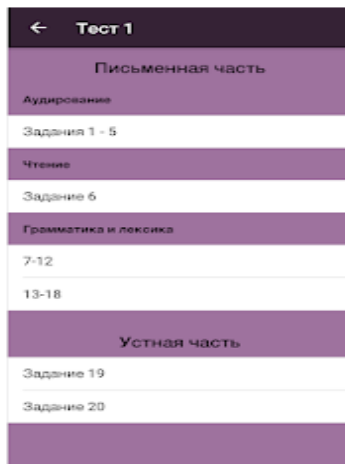 ← Тест 1
Письменная часть
Аудирование
Задания 1 - 5
Чтение
Задание 6
Грамматика и лексика
7-12
13-18
Устная часть
Задание 19
Задание 20